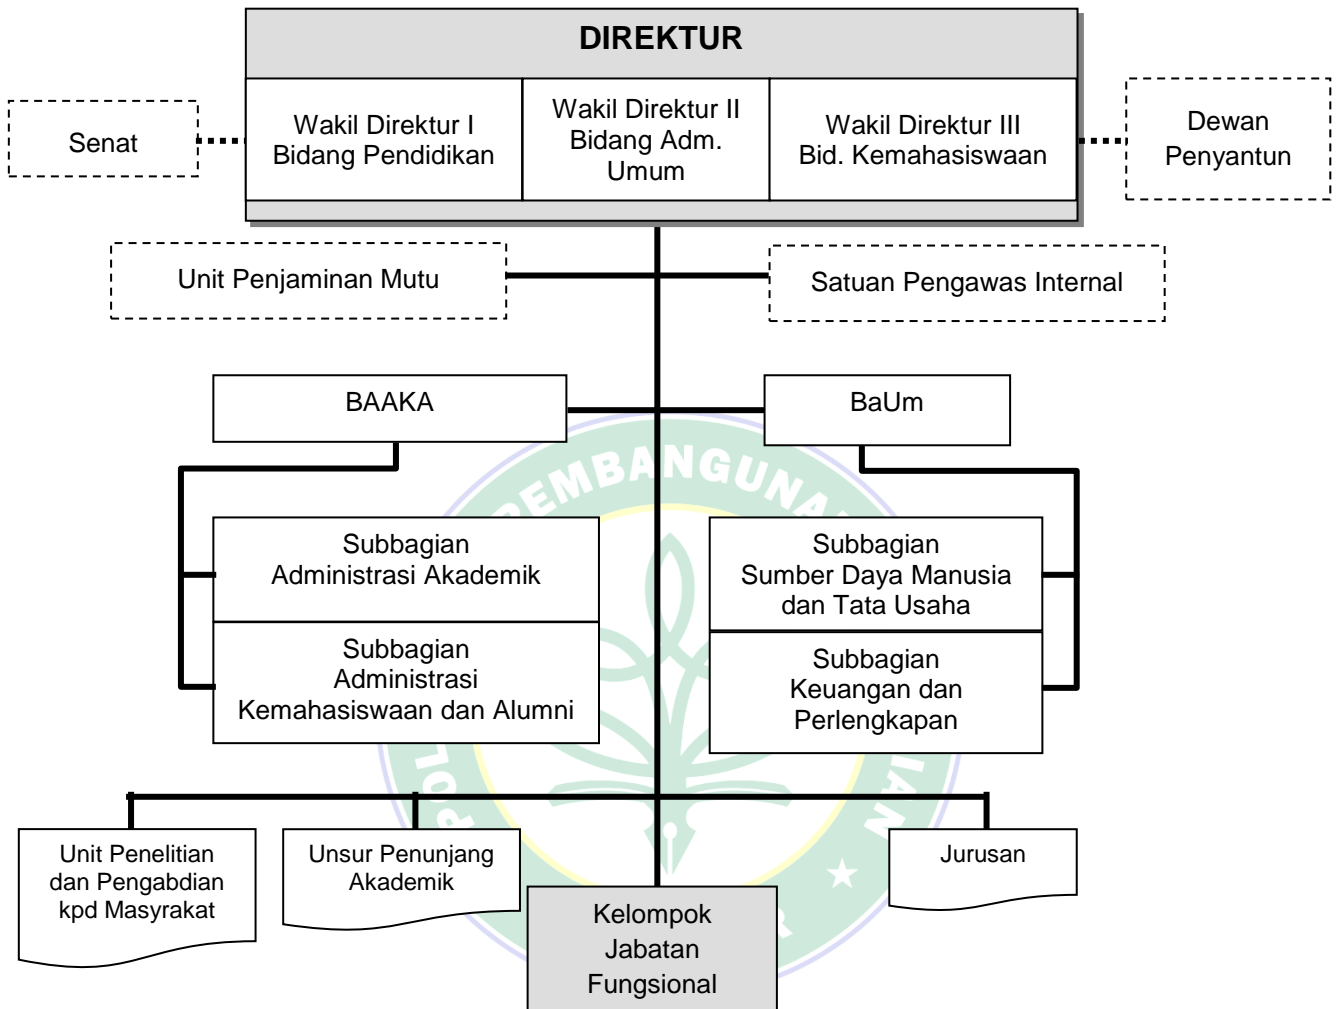 DIREKTUR
Senat
Wakil Direktur I
Bidang Pendidikan
Wakil Direktur II
Bidang Adm.
Umum
Wakil Direktur III
Bid. Kemahasiswaan
Dewan
Penyantun
Unit Penjaminan Mutu
Satuan Pengawas Internal
BAAKA
BaUm
Subbagian
Administrasi Akademik
Subbagian
Sumber Daya Manusia
dan Tata Usaha
Subbagian
Administrasi
Kemahasiswaan dan Alumni
Subbagian
Keuangan dan
Perlengkapan
Unit Penelitian
dan Pengabdian
kpd Masyrakat
Unsur Penunjang
Akademik
Jurusan
Kelompok
Jabatan
Fungsional